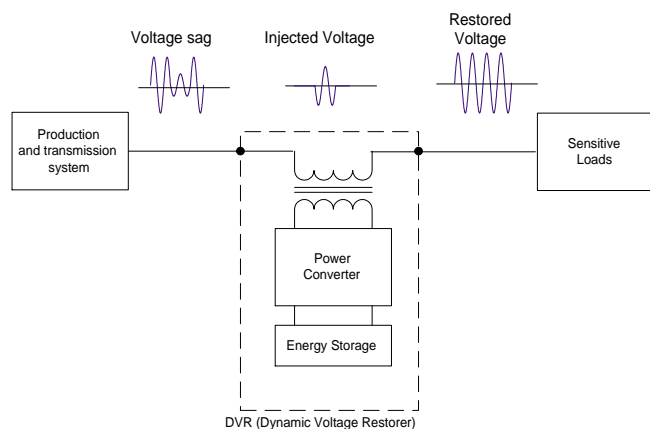 Voltage sag
Injected Voltage
Restored
Voltage
Production
and transmission
system
Sensitive
Loads
Power
Converter
Energy Storage
DVR (Dynamic Voltage Restorer)